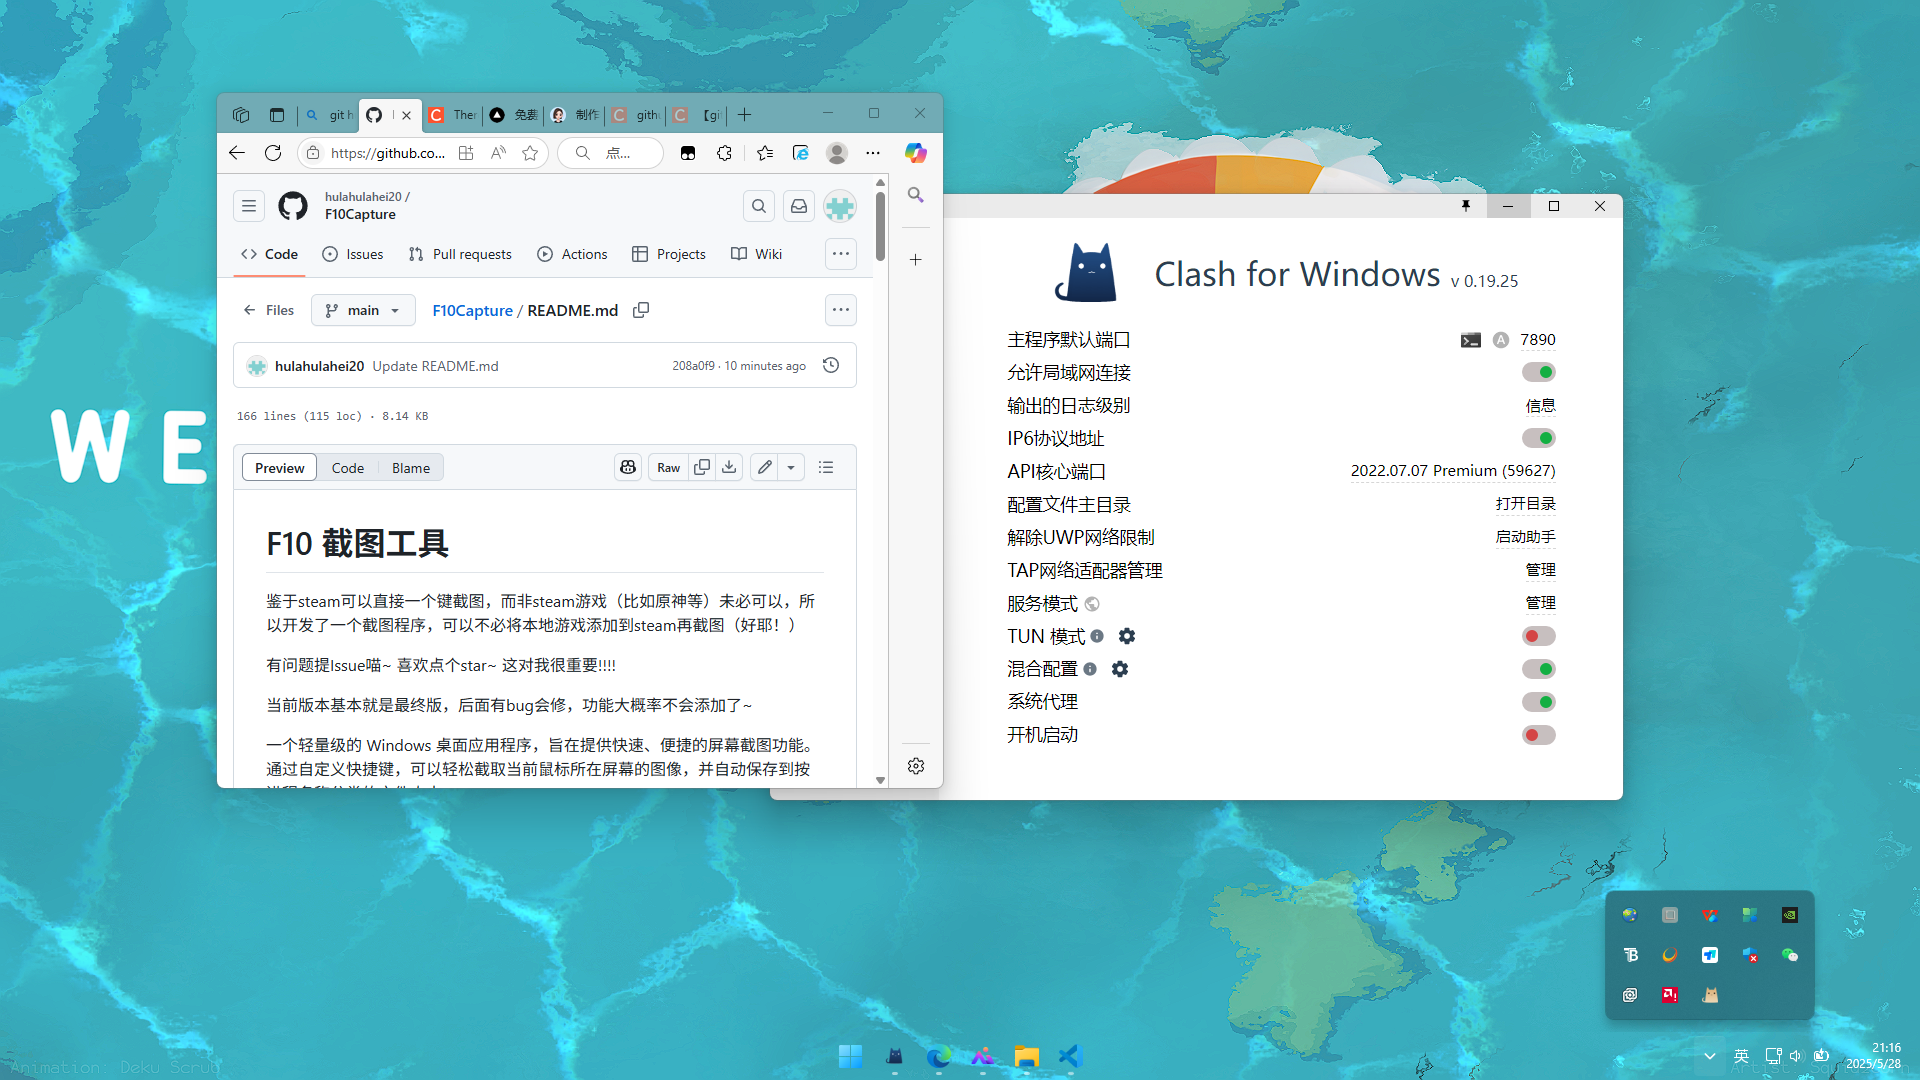 git h
Ther
免费
制作
gith
【gi
https://github.co...
点...
hulahulahei20 /
F10Capture
Code
Issues
Pull requests
Actions
Projects
Wiki
Files
main
F10Capture / README.md
hulahulahei20 Update README.md
208a0f9 · 10 minutes ago
166 lines (115 loc) · 8.14 KB
Preview
Code
Blame
Raw
F10 截图工具
鉴于steam可以直接一个键截图，而非steam游戏（比如原神等）未必可以，所
以开发了一个截图程序，可以不必将本地游戏添加到steam再截图（好耶！）
有问题提Issue喵~ 喜欢点个star~ 这对我很重要!!!!
当前版本基本就是最终版，后面有bug会修，功能大概率不会添加了~
一个轻量级的 Windows 桌面应用程序，旨在提供快速、便捷的屏幕截图功能。
通过自定义快捷键，可以轻松截取当前鼠标所在屏幕的图像，并自动保存到按
Clash for Windows v 0.19.25
主程序默认端口 7890
允许局域网连接
输出的日志级别 信息
IP6协议地址
API核心端口 2022.07.07 Premium (59627)
配置文件主目录 打开目录
解除UWP网络限制 启动助手
TAP网络适配器管理 管理
服务模式 管理
TUN 模式
混合配置
系统代理
开机启动
WE
Animation: Deku Scrub
英
21:16
2025/5/28